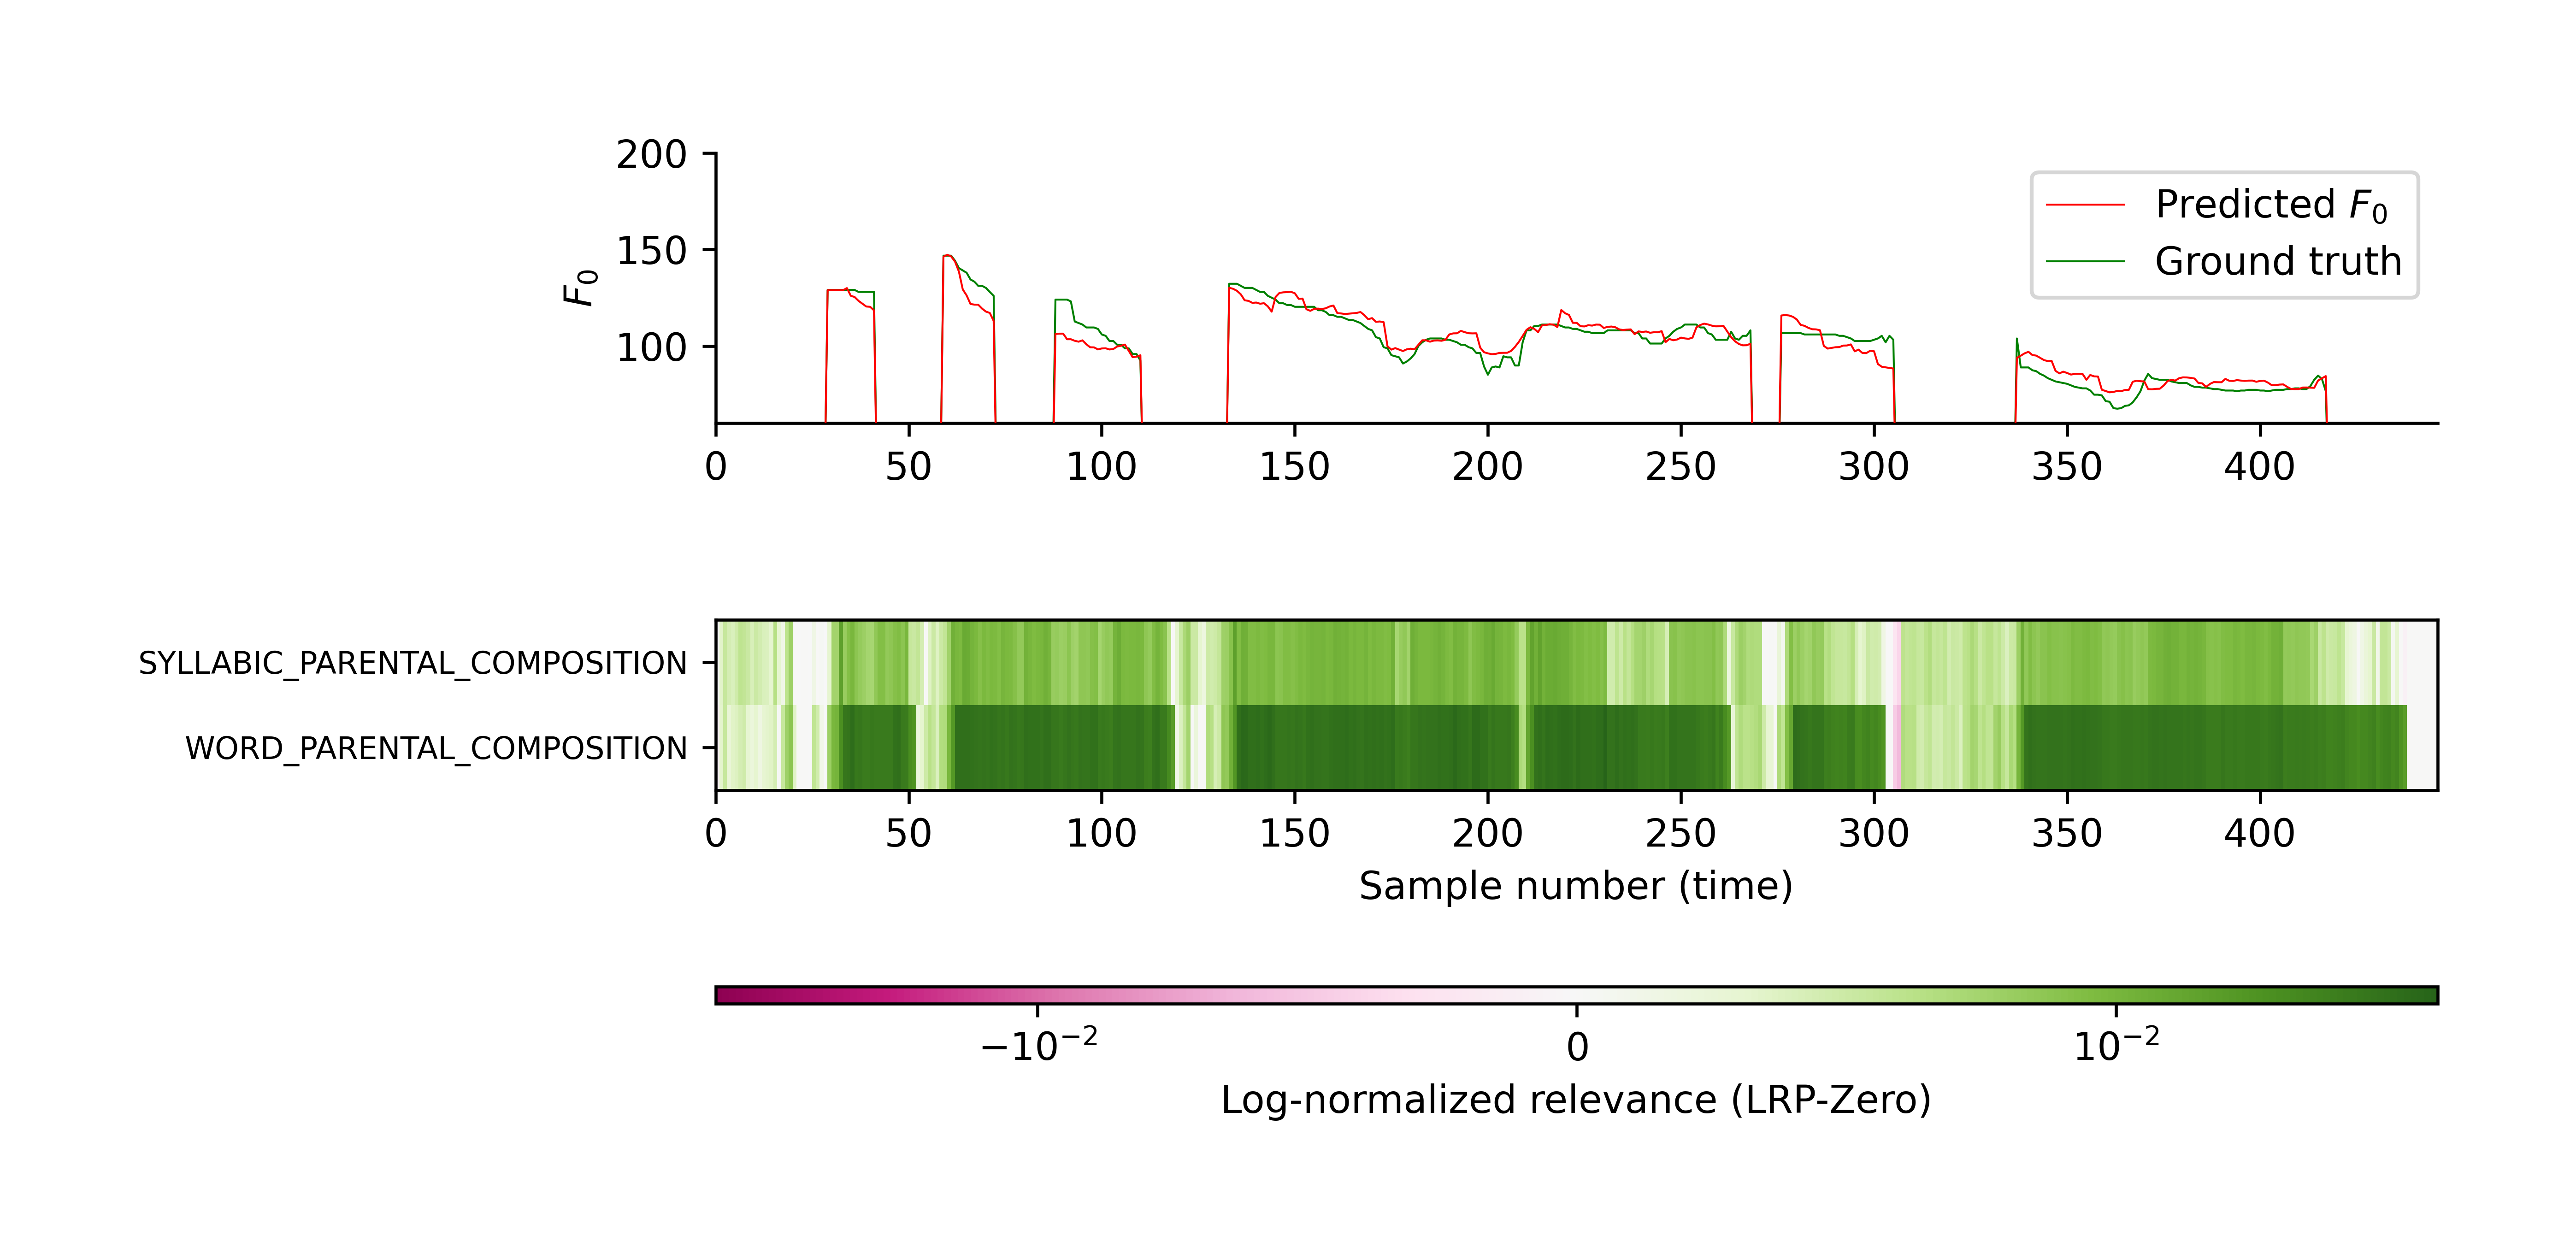 200
150
100
F₀
Predicted F₀
Ground truth
0 50 100 150 200 250 300 350 400
SYLLABIC_PARENTAL_COMPOSITION
WORD_PARENTAL_COMPOSITION
0 50 100 150 200 250 300 350 400
Sample number (time)
−10⁻² 0 10⁻²
Log-normalized relevance (LRP-Zero)